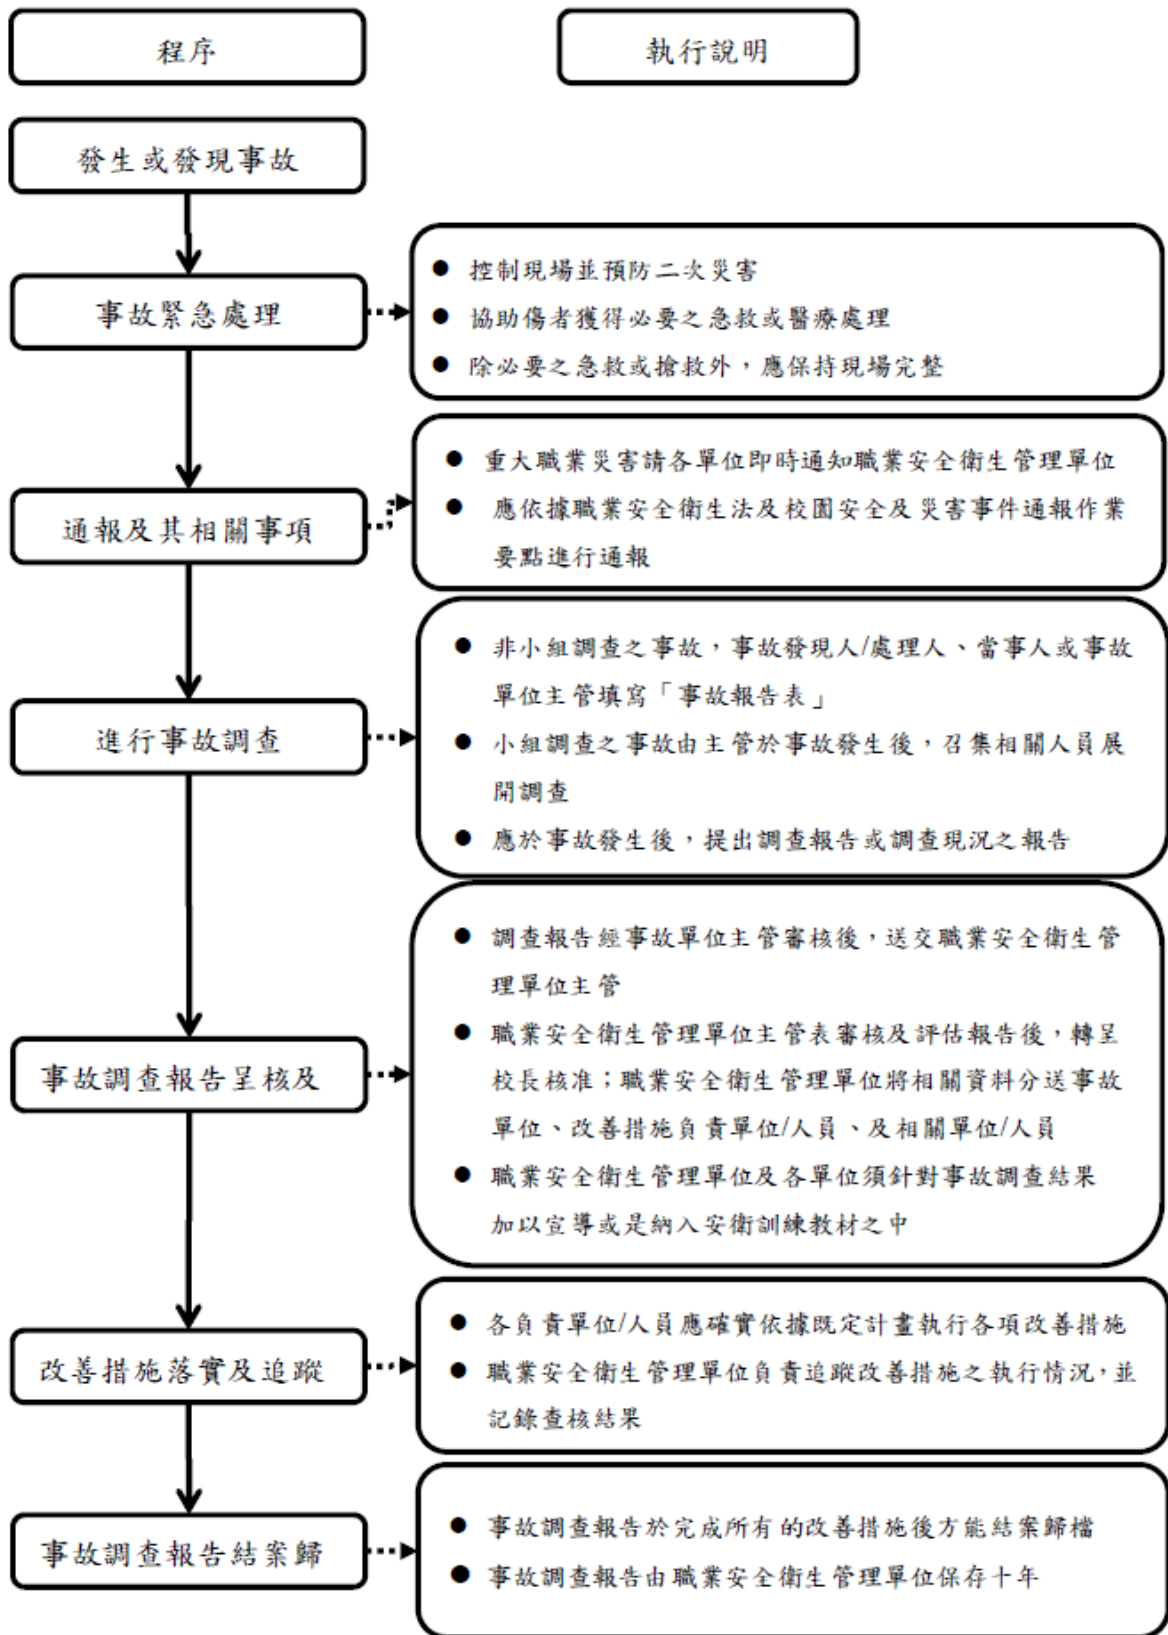 程序
執行說明
發生或發現事故
事故緊急處理
● 控制現場並預防二次災害
● 協助傷者獲得必要之急救或醫療處理
● 除必要之急救或搶救外，應保持現場完整
通報及其相關事項
● 重大職業災害請各單位即時通知職業安全衛生管理單位
● 應依據職業安全衛生法及校園安全及災害事件通報作業
要點進行通報
進行事故調查
● 非小組調查之事故，事故發現人/處理人、當事人或事故
單位主管填寫「事故報告表」
● 小組調查之事故由主管於事故發生後，召集相關人員展
開調查
● 應於事故發生後，提出調查報告或調查現況之報告
事故調查報告呈核及
● 調查報告經事故單位主管審核後，送交職業安全衛生管
理單位主管
● 職業安全衛生管理單位主管表審核及評估報告後，轉呈
校長核准；職業安全衛生管理單位將相關資料分送事故
單位、改善措施負責單位/人員、及相關單位/人員
● 職業安全衛生管理單位及各單位須針對事故調查結果
加以宣導或是納入安衛訓練教材之中
改善措施落實及追蹤
● 各負責單位/人員應確實依據既定計畫執行各項改善措施
● 職業安全衛生管理單位負責追蹤改善措施之執行情況，並
記錄查核結果
事故調查報告結案歸
● 事故調查報告於完成所有的改善措施後方能結案歸檔
● 事故調查報告由職業安全衛生管理單位保存十年